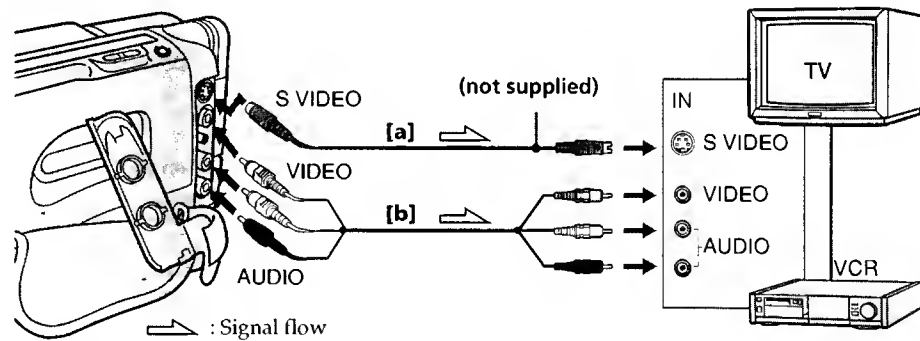 S VIDEO
(not supplied)
TV
IN
[a]
S VIDEO
VIDEO
VIDEO
[b]
AUDIO
AUDIO
VCR
: Signal flow